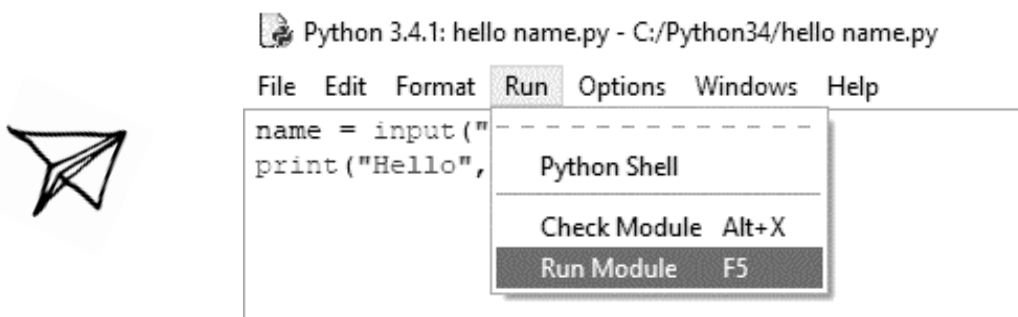 Python 3.4.1: hello name.py - C:/Python34/hello name.py
File Edit Format Run Options Windows Help
name = input("
print("Hello",
Python Shell
Check Module Alt+X
Run Module F5